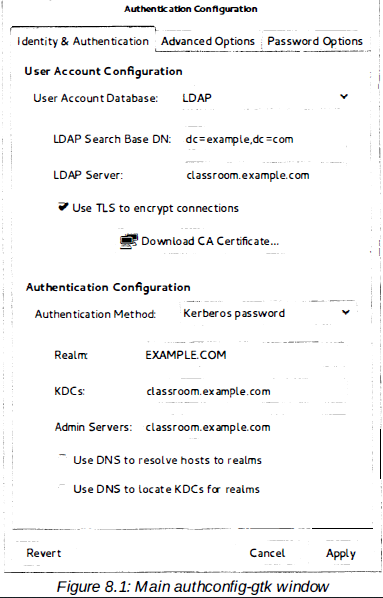 Authentication Configuration
Identity & Authentication Advanced Options Password Options
User Account Configuration
User Account Database: LDAP
LDAP Search Base DN: dc=example,dc=com
LDAP Server: classroom.example.com
Use TLS to encrypt connections
Download CA Certificate...
Authentication Configuration
Authentication Method: Kerberos password
Realm: EXAMPLE.COM
KDCs: classroom.example.com
Admin Servers: classroom.example.com
Use DNS to resolve hosts to realms
Use DNS to locate KDCs for realms
Revert Cancel Apply
Figure 8.1: Main authconfig-gtk window